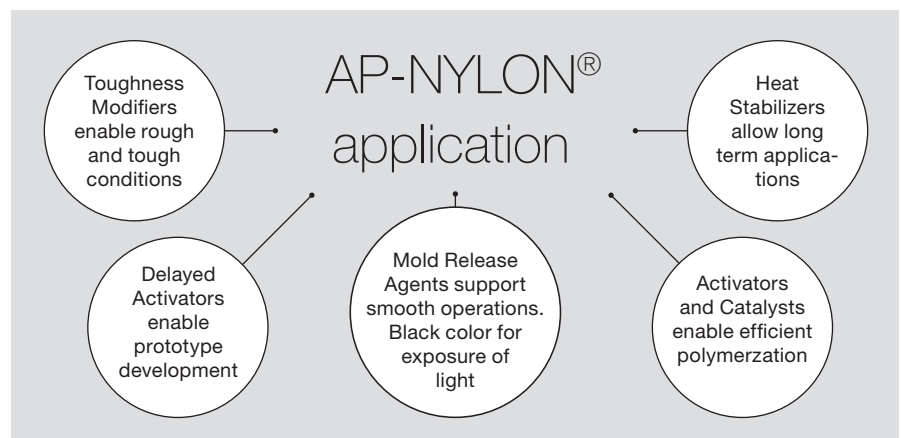 AP-NYLON®
application
Toughness
Modifiers
enable rough
and tough
conditions
Heat
Stabilizers
allow long
term applica-
tions
Delayed
Activators
enable
prototype
development
Mold Release
Agents support
smooth operations.
Black color for
exposure of
light
Activators
and Catalysts
enable efficient
polymerzation